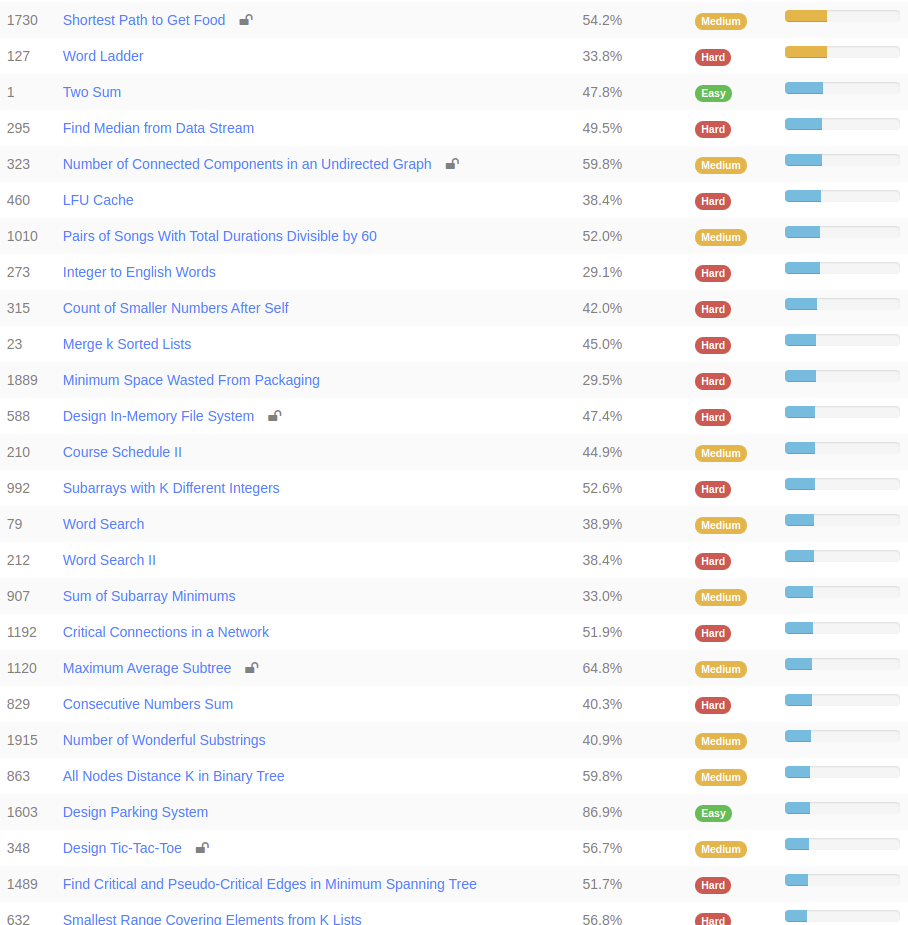 1730 Shortest Path to Get Food 54.2% Medium
127 Word Ladder 33.8% Hard
1 Two Sum 47.8% Easy
295 Find Median from Data Stream 49.5% Hard
323 Number of Connected Components in an Undirected Graph 59.8% Medium
460 LFU Cache 38.4% Hard
1010 Pairs of Songs With Total Durations Divisible by 60 52.0% Medium
273 Integer to English Words 29.1% Hard
315 Count of Smaller Numbers After Self 42.0% Hard
23 Merge k Sorted Lists 45.0% Hard
1889 Minimum Space Wasted From Packaging 29.5% Hard
588 Design In-Memory File System 47.4% Hard
210 Course Schedule II 44.9% Medium
992 Subarrays with K Different Integers 52.6% Hard
79 Word Search 38.9% Medium
212 Word Search II 38.4% Hard
907 Sum of Subarray Minimums 33.0% Medium
1192 Critical Connections in a Network 51.9% Hard
1120 Maximum Average Subtree 64.8% Medium
829 Consecutive Numbers Sum 40.3% Hard
1915 Number of Wonderful Substrings 40.9% Medium
863 All Nodes Distance K in Binary Tree 59.8% Medium
1603 Design Parking System 86.9% Easy
348 Design Tic-Tac-Toe 56.7% Medium
1489 Find Critical and Pseudo-Critical Edges in Minimum Spanning Tree 51.7% Hard
632 Smallest Range Covering Elements from K Lists 56.8% Hard